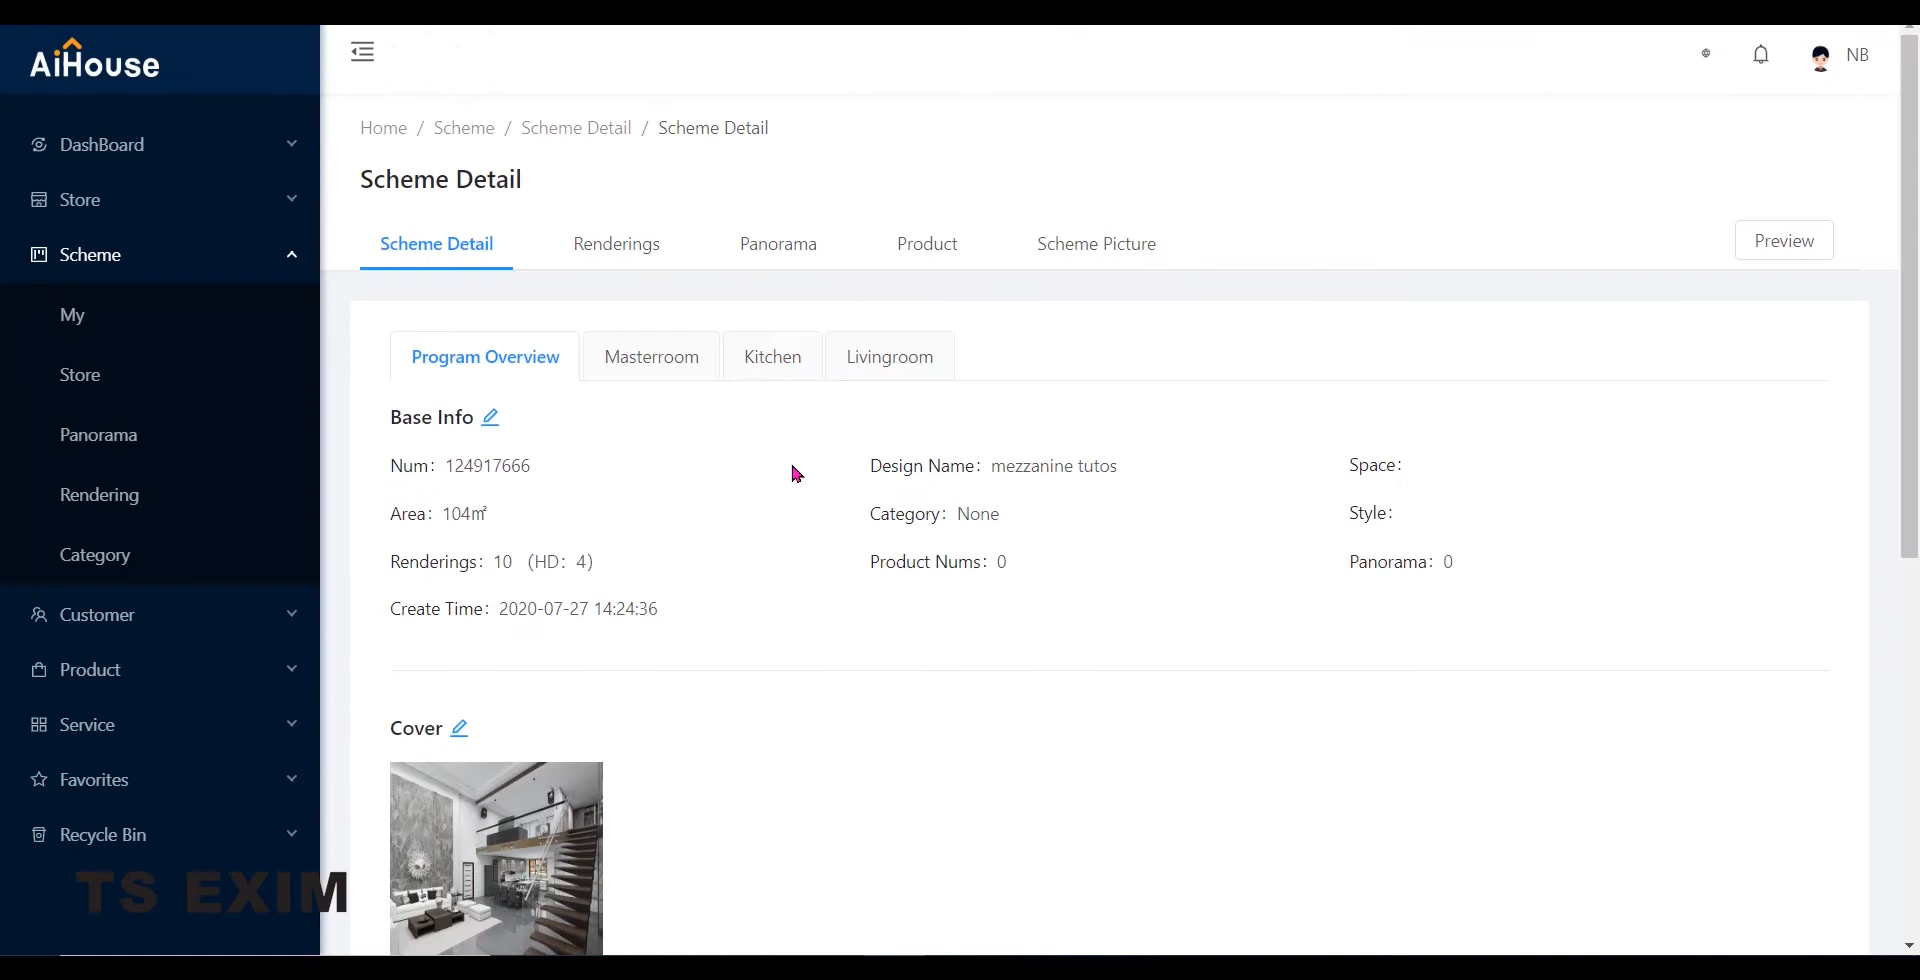 AiHouse
NB
DashBoard
Store
Scheme
My
Store
Panorama
Rendering
Category
Customer
Product
Service
Favorites
Recycle Bin
TS EXIM
Home / Scheme / Scheme Detail / Scheme Detail
Scheme Detail
Scheme Detail Renderings Panorama Product Scheme Picture Preview
Program Overview Masterroom Kitchen Livingroom
Base Info
Num: 124917666 Design Name: mezzanine tutos Space:
Area: 104㎡ Category: None Style:
Renderings: 10 (HD: 4) Product Nums: 0 Panorama: 0
Create Time: 2020-07-27 14:24:36
Cover